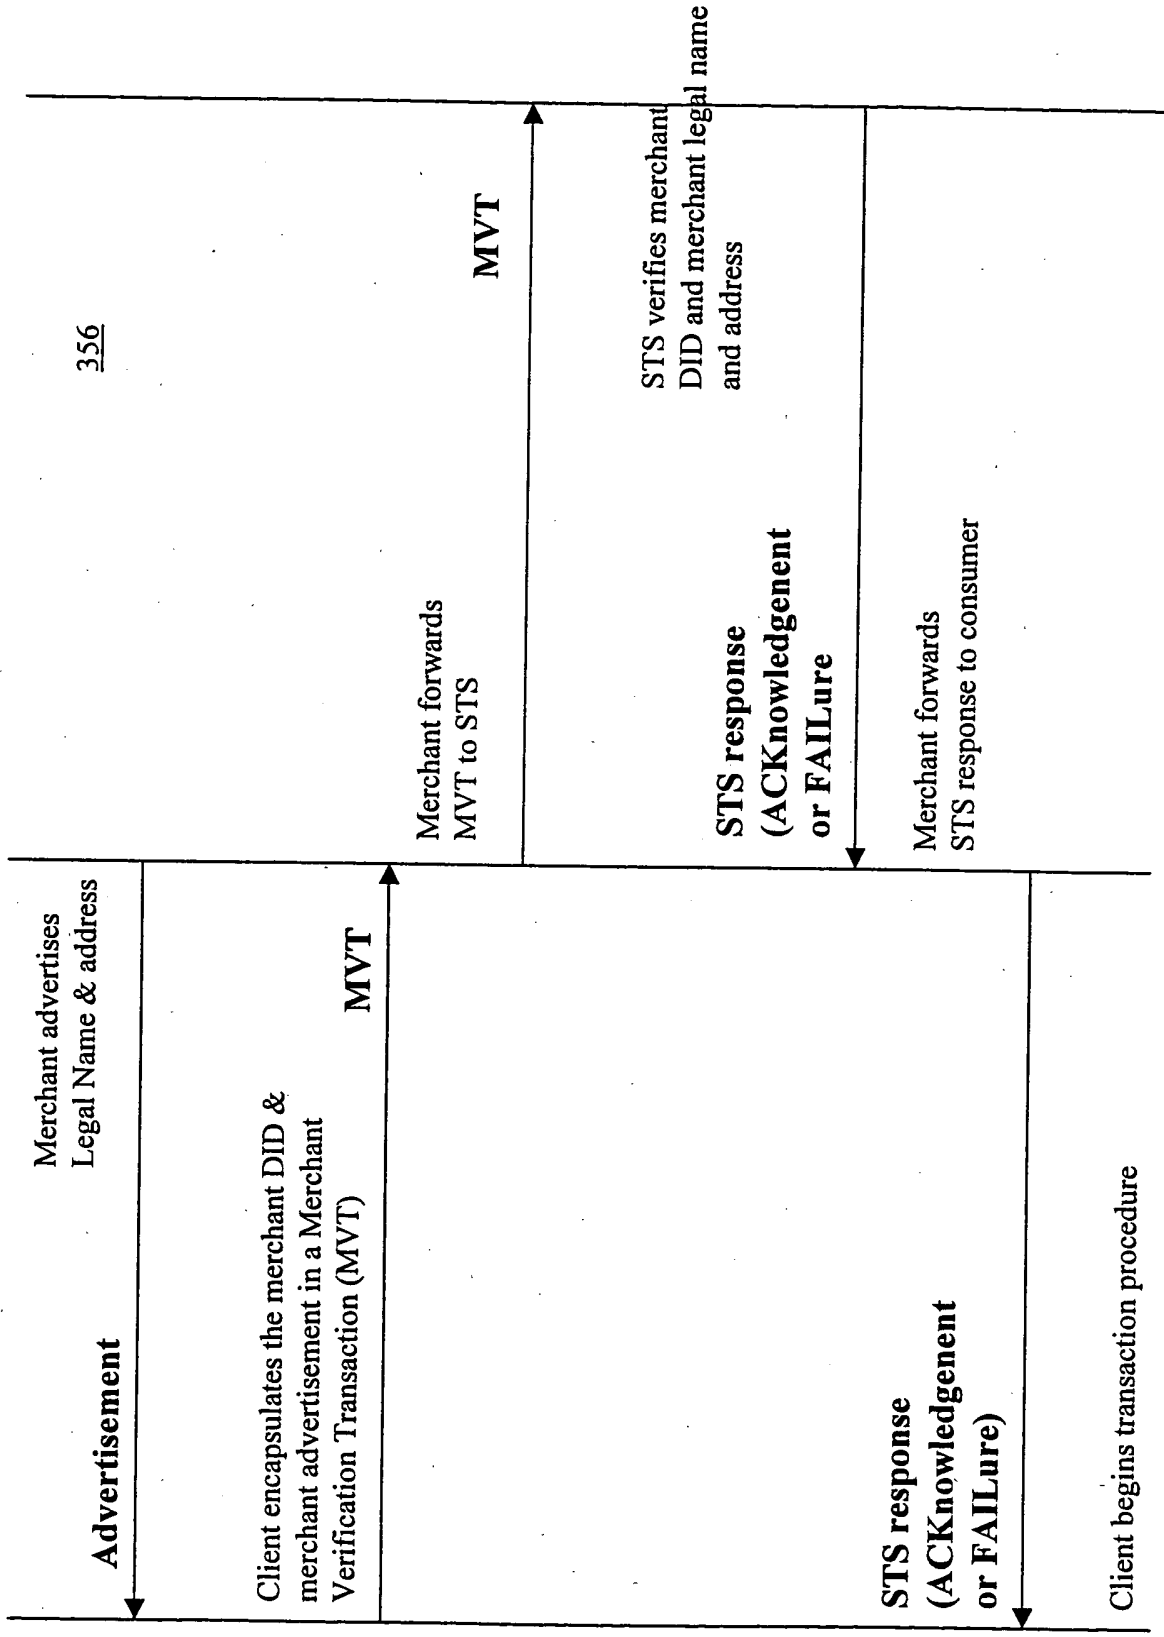 356
Merchant advertises
Legal Name & address
Advertisement
Client encapsulates the merchant DID &
merchant advertisement in a Merchant
Verification Transaction (MVT)
MVT
Merchant forwards
MVT to STS
MVT
STS verifies merchant
DID and merchant legal name
and address
STS response
(ACKnowledgenent
or FAILure
Merchant forwards
STS response to consumer
STS response
(ACKnowledgenent
or FAILure)
Client begins transaction procedure